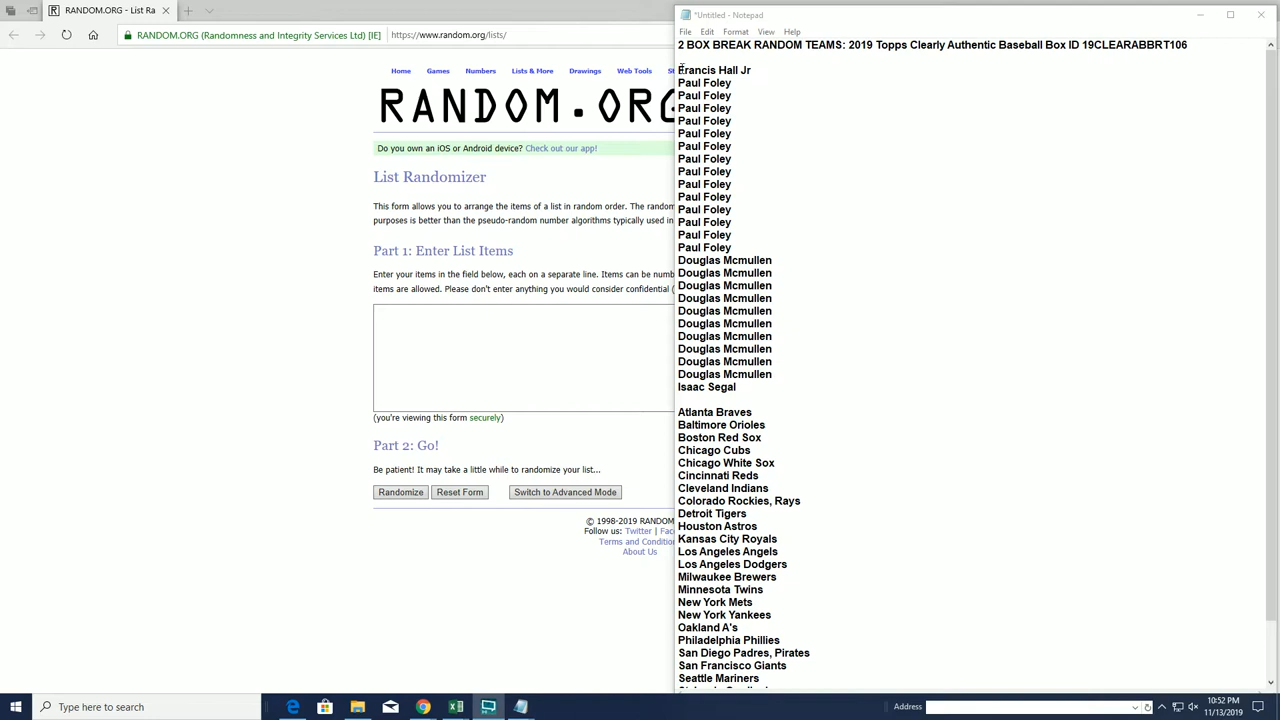 RANDOM.ORG - List Ra
RANDOM.ORG (Randomness and Integrity Services Ltd) [IE]
https://www.random.org/lists/
Home Games Numbers Lists & More Drawings Web Tools
RANDOM.ORG
Do you own an iOS or Android device? Check out our app!
List Randomizer
This form allows you to arrange the items of a list in random order. The random
purposes is better than the pseudo-random number algorithms typically used in
Part 1: Enter List Items
Enter your items in the field below, each on a separate line. Items can be numb
items are allowed. Please don't enter anything you would consider confidential (
(you're viewing this form securely)
Part 2: Go!
Be patient! It may take a little while to randomize your list...
Randomize Reset Form Switch to Advanced Mode
© 1998-2019 RANDOM
Follow us: Twitter | Fac
Terms and Condition
About Us
*Untitled - Notepad
File Edit Format View Help
2 BOX BREAK RANDOM TEAMS: 2019 Topps Clearly Authentic Baseball Box ID 19CLEARABBRT106
Francis Hall Jr
Paul Foley
Paul Foley
Paul Foley
Paul Foley
Paul Foley
Paul Foley
Paul Foley
Paul Foley
Paul Foley
Paul Foley
Paul Foley
Paul Foley
Paul Foley
Paul Foley
Douglas Mcmullen
Douglas Mcmullen
Douglas Mcmullen
Douglas Mcmullen
Douglas Mcmullen
Douglas Mcmullen
Douglas Mcmullen
Douglas Mcmullen
Douglas Mcmullen
Douglas Mcmullen
Isaac Segal
Atlanta Braves
Baltimore Orioles
Boston Red Sox
Chicago Cubs
Chicago White Sox
Cincinnati Reds
Cleveland Indians
Colorado Rockies, Rays
Detroit Tigers
Houston Astros
Kansas City Royals
Los Angeles Angels
Los Angeles Dodgers
Milwaukee Brewers
Minnesota Twins
New York Mets
New York Yankees
Oakland A's
Philadelphia Phillies
San Diego Padres, Pirates
San Francisco Giants
Seattle Mariners
Type here to search
Address
10:52 PM
11/13/2019